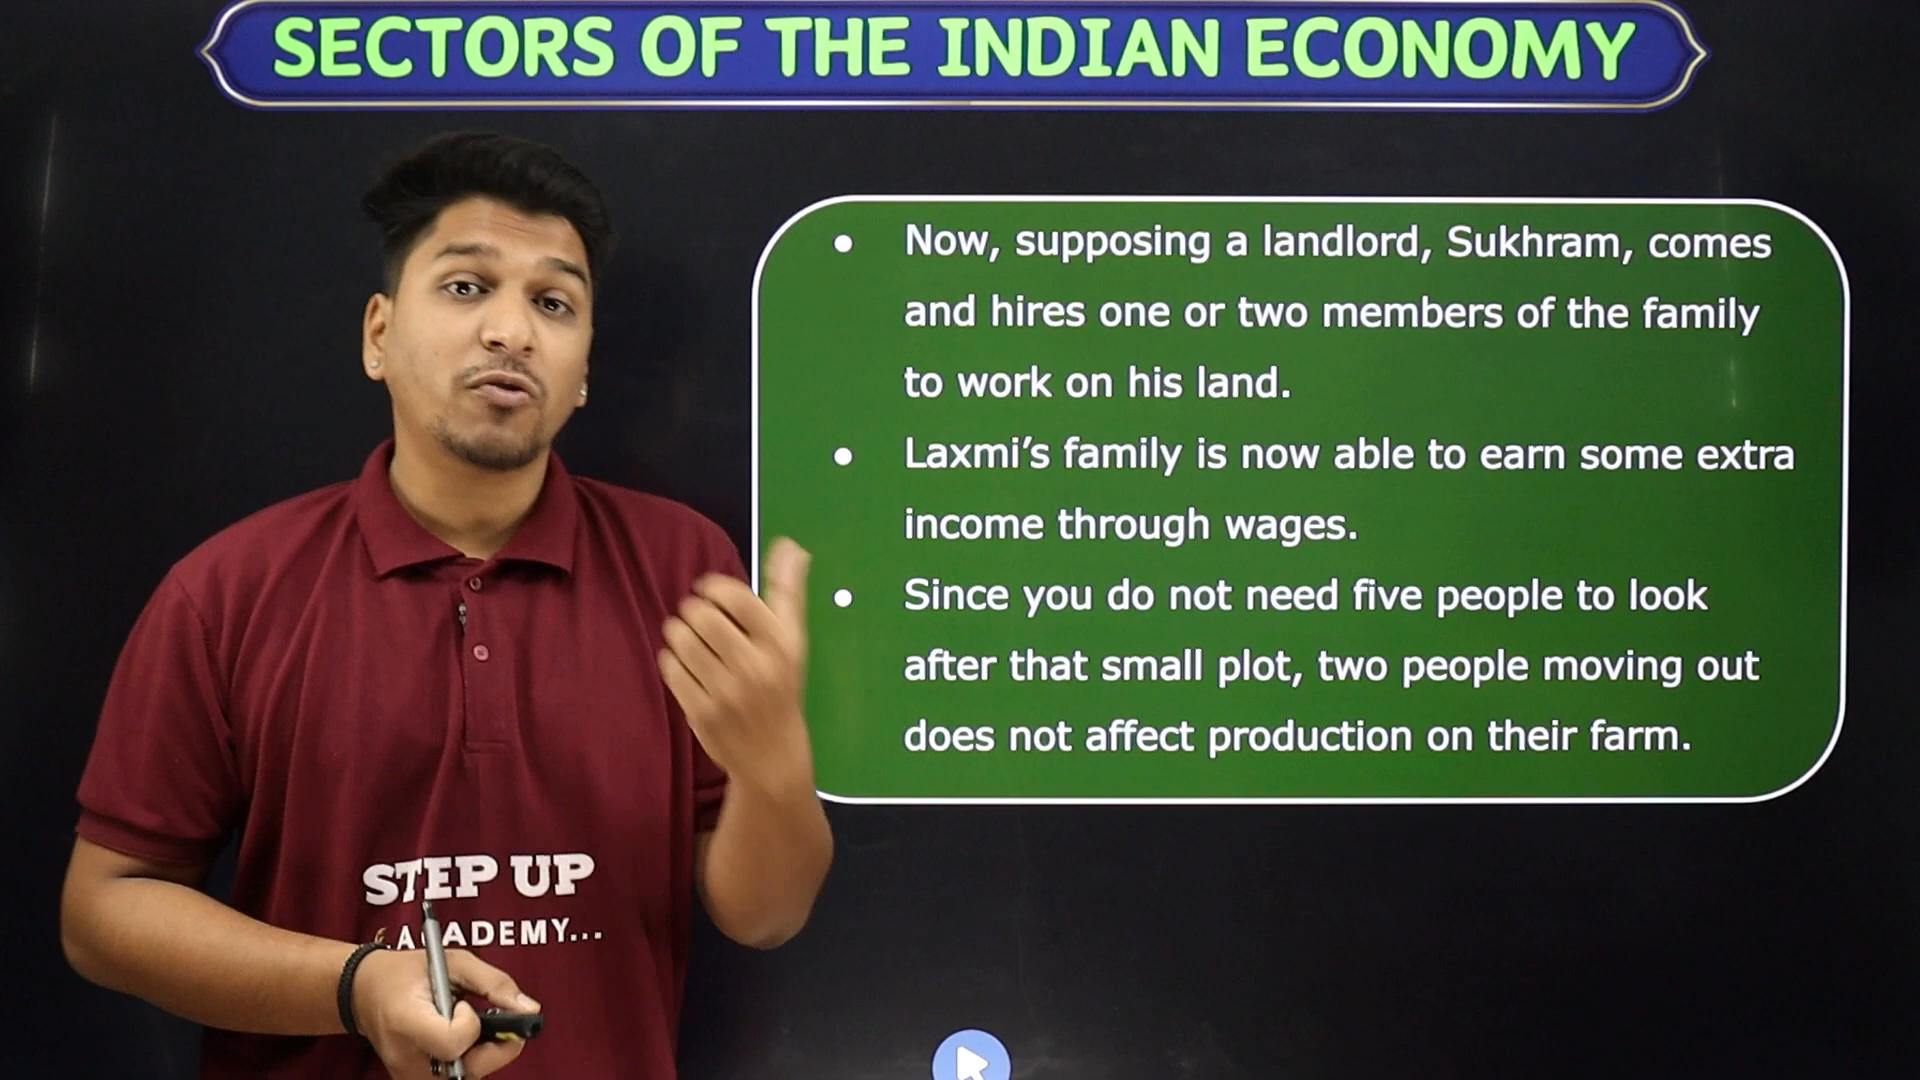 SECTORS OF THE INDIAN ECONOMY
● Now, supposing a landlord, Sukhram, comes
and hires one or two members of the family
to work on his land.
● Laxmi’s family is now able to earn some extra
income through wages.
● Since you do not need five people to look
after that small plot, two people moving out
does not affect production on their farm.
STEP UP
ACADEMY...